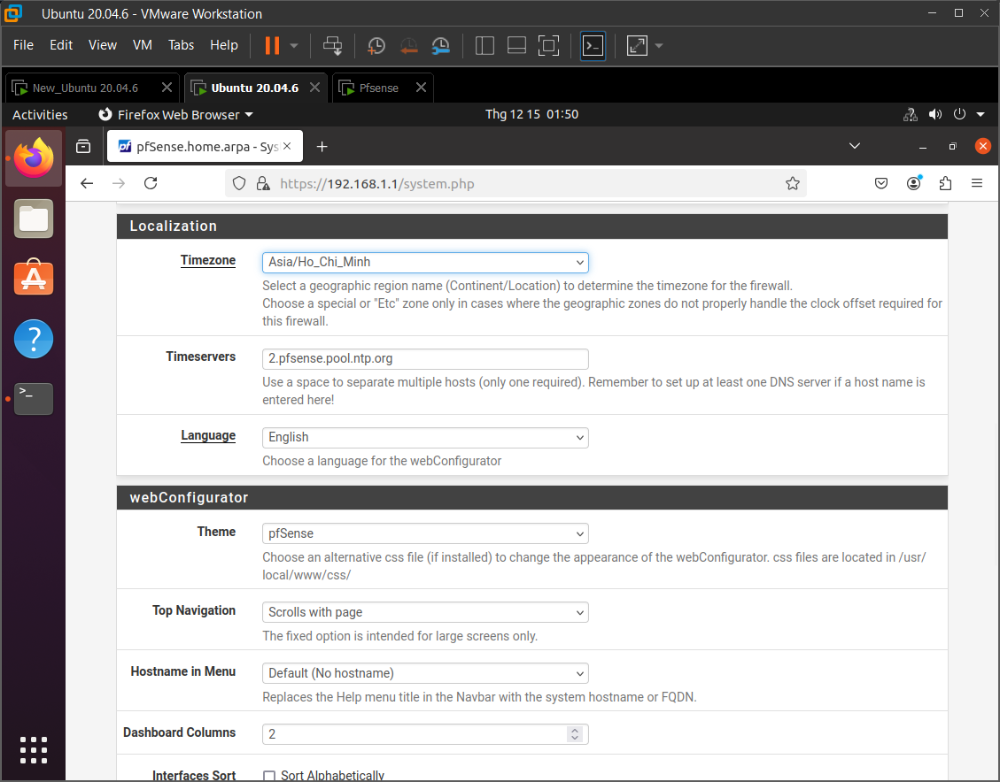 Ubuntu 20.04.6 - VMware Workstation
File Edit View VM Tabs Help
New_Ubuntu 20.04.6
Ubuntu 20.04.6
Pfsense
Activities
Firefox Web Browser
Thg 12 15 01:50
pfSense.home.arpa - Sys
https://192.168.1.1/system.php
Localization
Timezone
Asia/Ho_Chi_Minh
Select a geographic region name (Continent/Location) to determine the timezone for the firewall.
Choose a special or "Etc" zone only in cases where the geographic zones do not properly handle the clock offset required for
this firewall.
Timeservers
2.pfsense.pool.ntp.org
Use a space to separate multiple hosts (only one required). Remember to set up at least one DNS server if a host name is
entered here!
Language
English
Choose a language for the webConfigurator
webConfigurator
Theme
pfSense
Choose an alternative css file (if installed) to change the appearance of the webConfigurator. css files are located in /usr/
local/www/css/
Top Navigation
Scrolls with page
The fixed option is intended for large screens only.
Hostname in Menu
Default (No hostname)
Replaces the Help menu title in the Navbar with the system hostname or FQDN.
Dashboard Columns
2
Interfaces Sort
Sort Alphabetically